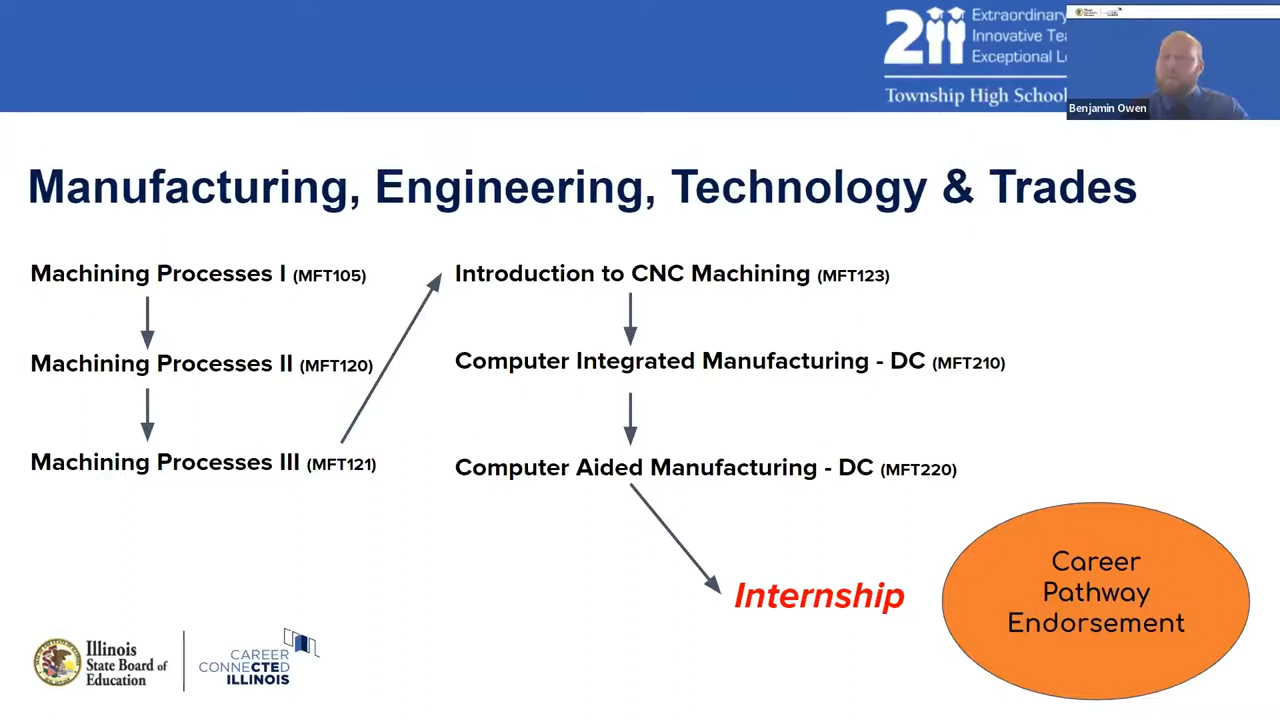 211
Extraordinary
Innovative Tea
Exceptional Le
Township High School
Benjamin Owen
Manufacturing, Engineering, Technology & Trades
Machining Processes I (MFT105)
Machining Processes II (MFT120)
Machining Processes III (MFT121)
Introduction to CNC Machining (MFT123)
Computer Integrated Manufacturing - DC (MFT210)
Computer Aided Manufacturing - DC (MFT220)
Internship
Career
Pathway
Endorsement
Illinois
State Board of
Education
CAREER
CONNECTED
ILLINOIS